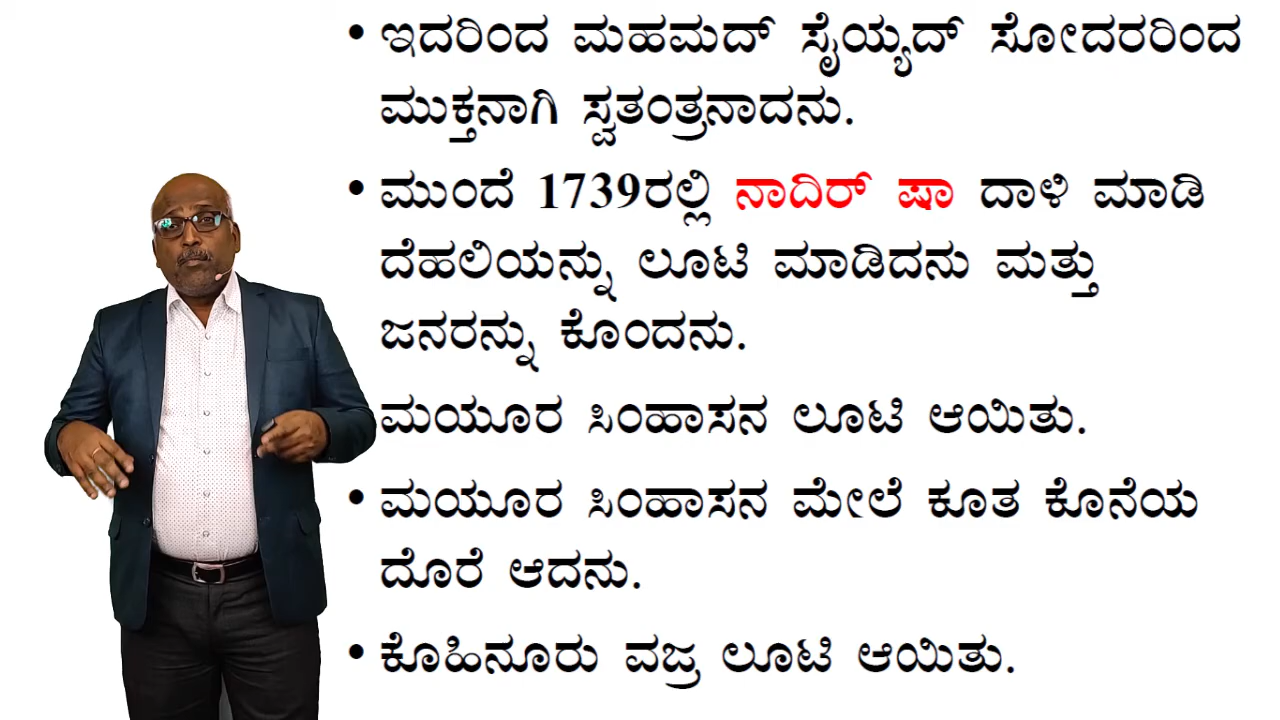 • ಇದರಿಂದ ಮಹಮದ್ ಸೈಯ್ಯದ್ ಸೋದರರಿಂದ
ಮುಕ್ತನಾಗಿ ಸ್ವತಂತ್ರನಾದನು.
• ಮುಂದೆ 1739ರಲ್ಲಿ ನಾದಿರ್ ಷಾ ದಾಳಿ ಮಾಡಿ
ದೆಹಲಿಯನ್ನು ಲೂಟಿ ಮಾಡಿದನು ಮತ್ತು
ಜನರನ್ನು ಕೊಂದನು.
ಮಯೂರ ಸಿಂಹಾಸನ ಲೂಟಿ ಆಯಿತು.
• ಮಯೂರ ಸಿಂಹಾಸನ ಮೇಲೆ ಕೂತ ಕೊನೆಯ
ದೊರೆ ಆದನು.
• ಕೊಹಿನೂರು ವಜ್ರ ಲೂಟಿ ಆಯಿತು.